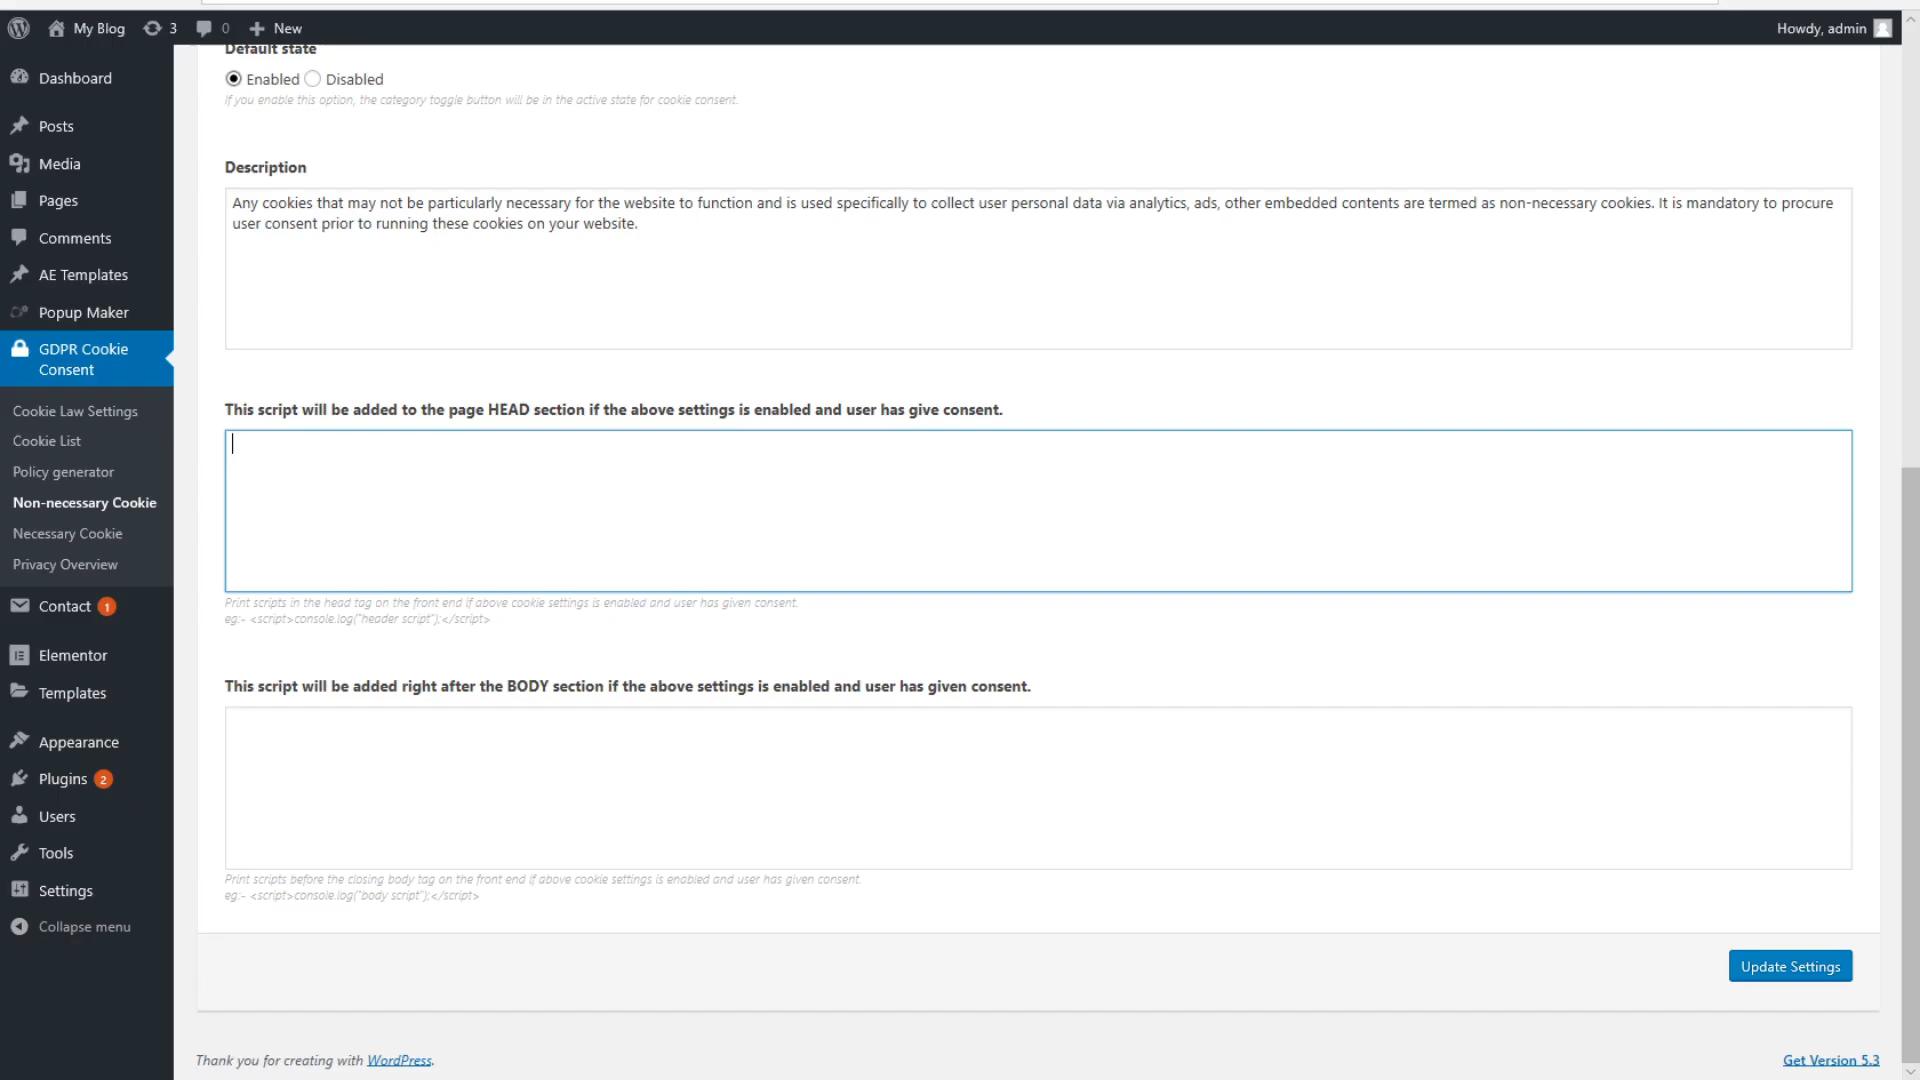 My Blog 3 0 New Howdy, admin
Default state
Enabled Disabled
If you enable this option, the category toggle button will be in the active state for cookie consent.
Description
Any cookies that may not be particularly necessary for the website to function and is used specifically to collect user personal data via analytics, ads, other embedded contents are termed as non-necessary cookies. It is mandatory to procure
user consent prior to running these cookies on your website.
This script will be added to the page HEAD section if the above settings is enabled and user has give consent.
Print scripts in the head tag on the front end if above cookie settings is enabled and user has given consent.
eg:- <script>console.log("header script");</script>
This script will be added right after the BODY section if the above settings is enabled and user has given consent.
Print scripts before the closing body tag on the front end if above cookie settings is enabled and user has given consent.
eg:- <script>console.log("body script");</script>
Update Settings
Thank you for creating with WordPress.
Get Version 5.3
Dashboard
Posts
Media
Pages
Comments
AE Templates
Popup Maker
GDPR Cookie
Consent
Cookie Law Settings
Cookie List
Policy generator
Non-necessary Cookie
Necessary Cookie
Privacy Overview
Contact 1
Elementor
Templates
Appearance
Plugins 2
Users
Tools
Settings
Collapse menu